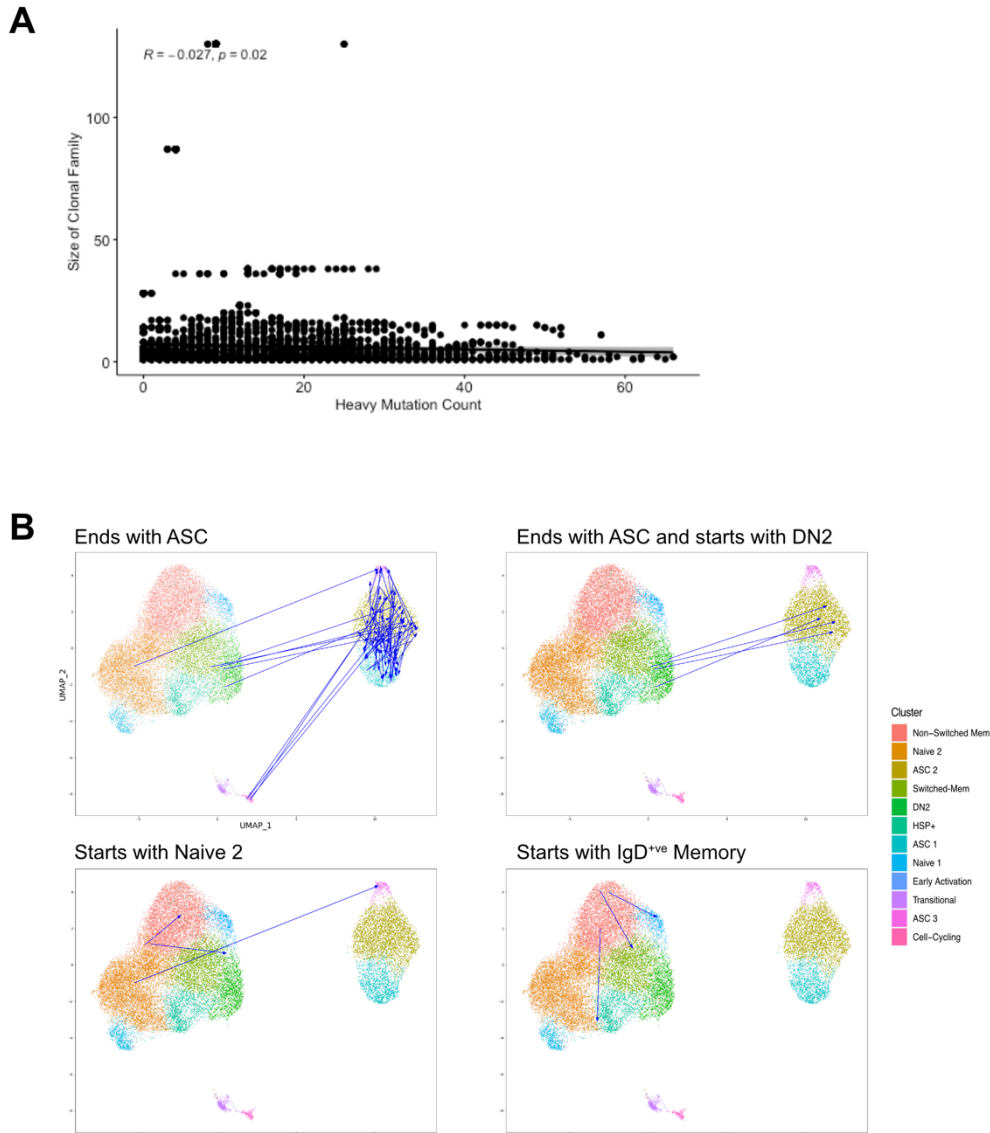 A
R = −0.027, p = 0.02
Size of Clonal Family
100
50
0
0 20 40 60
Heavy Mutation Count
B
Ends with ASC
Ends with ASC and starts with DN2
UMAP_2
UMAP_1
Cluster
Non−Switched Mem
Naive 2
ASC 2
Switched-Mem
DN2
HSP+
ASC 1
Naive 1
Early Activation
Transitional
ASC 3
Cell−Cycling
Starts with Naive 2
Starts with IgD+ve Memory